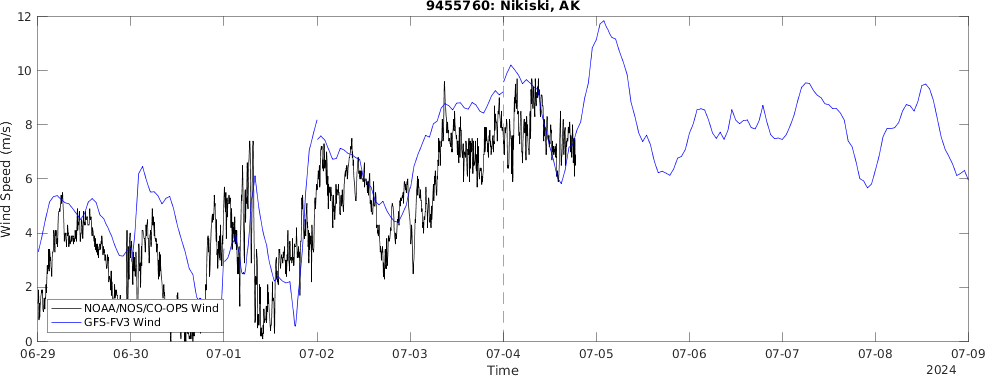 9455760: Nikiski, AK
Wind Speed (m/s)
12
10
8
6
4
2
0
NOAA/NOS/CO-OPS Wind
GFS-FV3 Wind
06-29 06-30 07-01 07-02 07-03 07-04 07-05 07-06 07-07 07-08 07-09
Time
2024